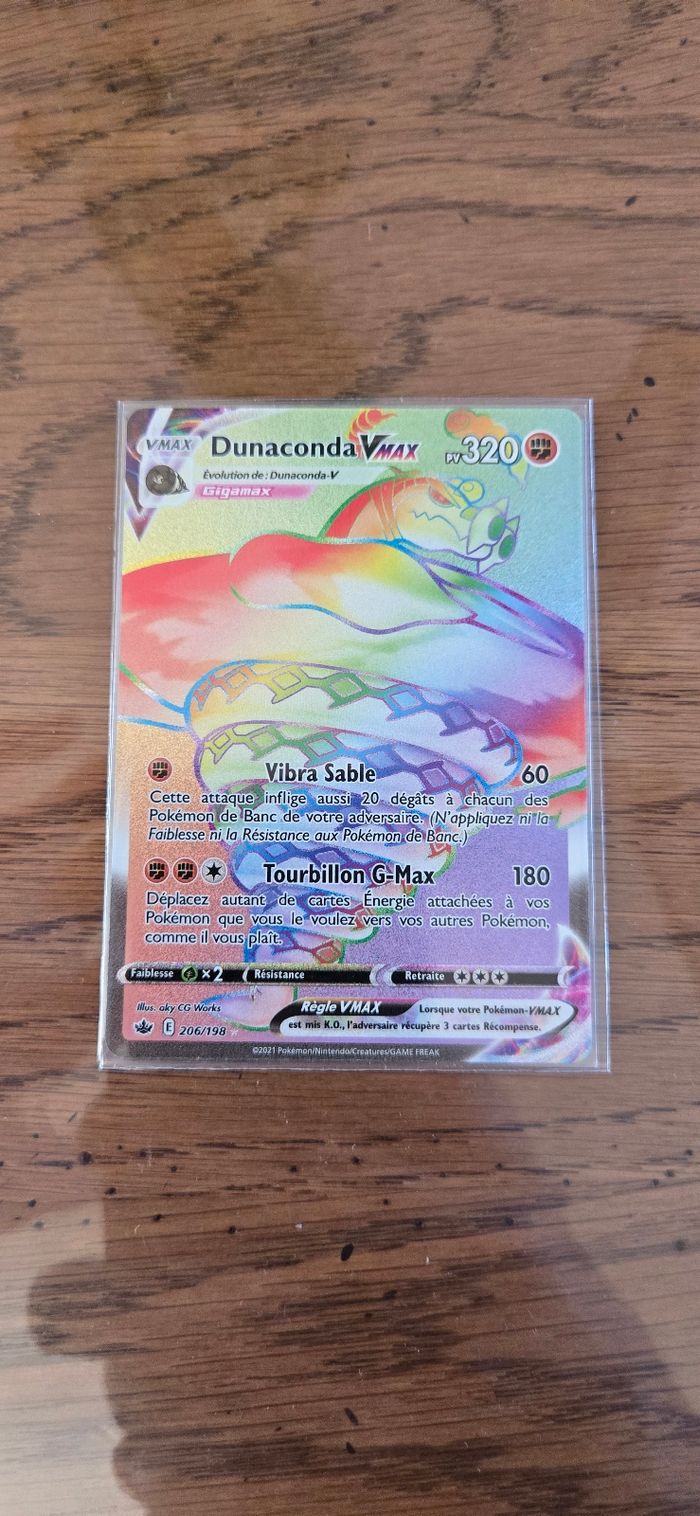 VMAX
Dunaconda VMAX PV 320
Évolution de : Dunaconda-V
Gigamax
Vibra Sable 60
Cette attaque inflige aussi 20 dégâts à chacun des
Pokémon de Banc de votre adversaire. (N'appliquez ni la
Faiblesse ni la Résistance aux Pokémon de Banc.)
Tourbillon G-Max 180
Déplacez autant de cartes Énergie attachées à vos
Pokémon que vous le voulez vers vos autres Pokémon,
comme il vous plaît.
Faiblesse ×2 Résistance Retraite
Illus. aky CG Works
Règle VMAX Lorsque votre Pokémon-VMAX
est mis K.O., l'adversaire récupère 3 cartes Récompense.
E 206/198
©2021 Pokémon/Nintendo/Creatures/GAME FREAK